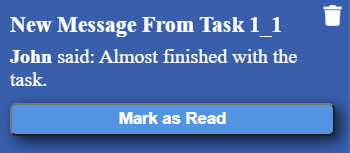 New Message From Task 1_1
John said: Almost finished with the
task.
Mark as Read